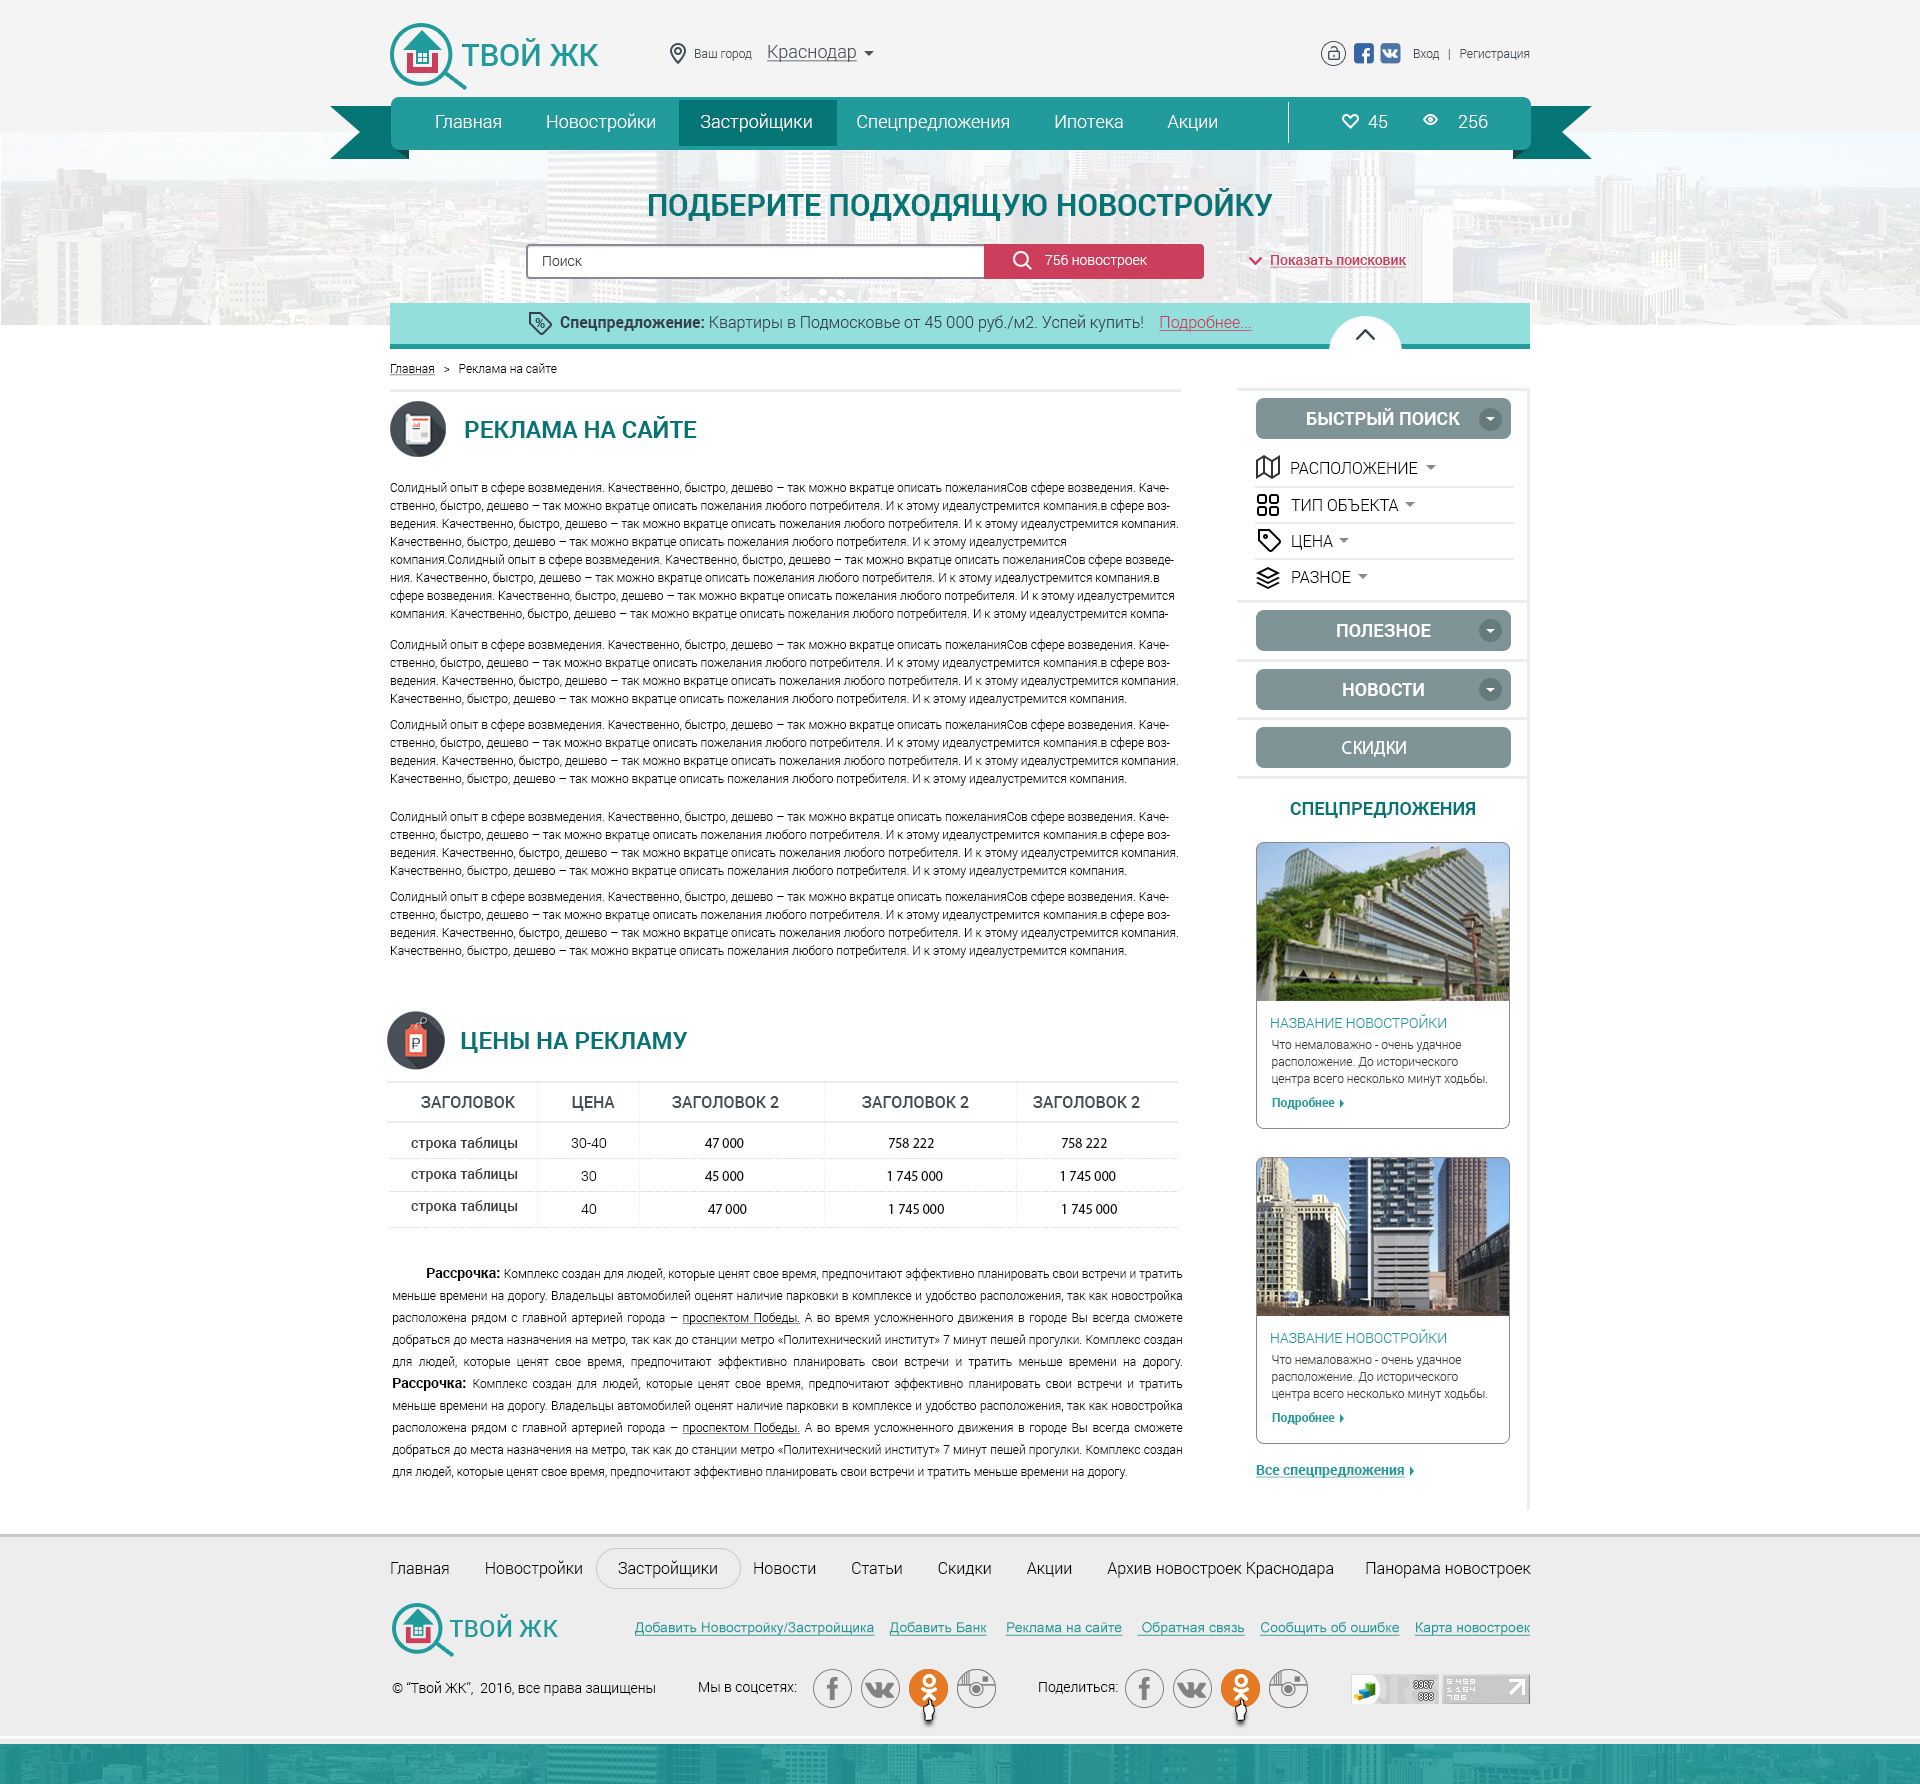 ТВОЙ ЖК
Ваш город Краснодар
Вход | Регистрация
Главная Новостройки Застройщики Спецпредложения Ипотека Акции 45 256
ПОДБЕРИТЕ ПОДХОДЯЩУЮ НОВОСТРОЙКУ
Поиск 756 новостроек Показать поисковик
% Спецпредложение: Квартиры в Подмосковье от 45 000 руб./м2. Успей купить! Подробнее...
Главная > Реклама на сайте
РЕКЛАМА НА САЙТЕ
Солидный опыт в сфере возвмедения. Качественно, быстро, дешево – так можно вкратце описать пожеланияСов сфере возведения. Каче-
ственно, быстро, дешево – так можно вкратце описать пожелания любого потребителя. И к этому идеалустремится компания.в сфере воз-
ведения. Качественно, быстро, дешево – так можно вкратце описать пожелания любого потребителя. И к этому идеалустремится компания.
Качественно, быстро, дешево – так можно вкратце описать пожелания любого потребителя. И к этому идеалустремится
компания.Солидный опыт в сфере возвмедения. Качественно, быстро, дешево – так можно вкратце описать пожеланияСов сфере возведе-
ния. Качественно, быстро, дешево – так можно вкратце описать пожелания любого потребителя. И к этому идеалустремится компания.в
сфере возведения. Качественно, быстро, дешево – так можно вкратце описать пожелания любого потребителя. И к этому идеалустремится
компания. Качественно, быстро, дешево – так можно вкратце описать пожелания любого потребителя. И к этому идеалустремится компа-
Солидный опыт в сфере возвмедения. Качественно, быстро, дешево – так можно вкратце описать пожеланияСов сфере возведения. Каче-
ственно, быстро, дешево – так можно вкратце описать пожелания любого потребителя. И к этому идеалустремится компания.в сфере воз-
ведения. Качественно, быстро, дешево – так можно вкратце описать пожелания любого потребителя. И к этому идеалустремится компания.
Качественно, быстро, дешево – так можно вкратце описать пожелания любого потребителя. И к этому идеалустремится компания.
Солидный опыт в сфере возвмедения. Качественно, быстро, дешево – так можно вкратце описать пожеланияСов сфере возведения. Каче-
ственно, быстро, дешево – так можно вкратце описать пожелания любого потребителя. И к этому идеалустремится компания.в сфере воз-
ведения. Качественно, быстро, дешево – так можно вкратце описать пожелания любого потребителя. И к этому идеалустремится компания.
Качественно, быстро, дешево – так можно вкратце описать пожелания любого потребителя. И к этому идеалустремится компания.
Солидный опыт в сфере возвмедения. Качественно, быстро, дешево – так можно вкратце описать пожеланияСов сфере возведения. Каче-
ственно, быстро, дешево – так можно вкратце описать пожелания любого потребителя. И к этому идеалустремится компания.в сфере воз-
ведения. Качественно, быстро, дешево – так можно вкратце описать пожелания любого потребителя. И к этому идеалустремится компания.
Качественно, быстро, дешево – так можно вкратце описать пожелания любого потребителя. И к этому идеалустремится компания.
Солидный опыт в сфере возвмедения. Качественно, быстро, дешево – так можно вкратце описать пожеланияСов сфере возведения. Каче-
ственно, быстро, дешево – так можно вкратце описать пожелания любого потребителя. И к этому идеалустремится компания.в сфере воз-
ведения. Качественно, быстро, дешево – так можно вкратце описать пожелания любого потребителя. И к этому идеалустремится компания.
Качественно, быстро, дешево – так можно вкратце описать пожелания любого потребителя. И к этому идеалустремится компания.
ЦЕНЫ НА РЕКЛАМУ
ЗАГОЛОВОК ЦЕНА ЗАГОЛОВОК 2 ЗАГОЛОВОК 2 ЗАГОЛОВОК 2
строка таблицы 30-40 47 000 758 222 758 222
строка таблицы 30 45 000 1 745 000 1 745 000
строка таблицы 40 47 000 1 745 000 1 745 000
Рассрочка: Комплекс создан для людей, которые ценят свое время, предпочитают эффективно планировать свои встречи и тратить
меньше времени на дорогу. Владельцы автомобилей оценят наличие парковки в комплексе и удобство расположения, так как новостройка
расположена рядом с главной артерией города – проспектом Победы. А во время усложненного движения в городе Вы всегда сможете
добраться до места назначения на метро, так как до станции метро «Политехнический институт» 7 минут пешей прогулки. Комплекс создан
для людей, которые ценят свое время, предпочитают эффективно планировать свои встречи и тратить меньше времени на дорогу.
Рассрочка: Комплекс создан для людей, которые ценят свое время, предпочитают эффективно планировать свои встречи и тратить
меньше времени на дорогу. Владельцы автомобилей оценят наличие парковки в комплексе и удобство расположения, так как новостройка
расположена рядом с главной артерией города – проспектом Победы. А во время усложненного движения в городе Вы всегда сможете
добраться до места назначения на метро, так как до станции метро «Политехнический институт» 7 минут пешей прогулки. Комплекс создан
для людей, которые ценят свое время, предпочитают эффективно планировать свои встречи и тратить меньше времени на дорогу.
БЫСТРЫЙ ПОИСК
РАСПОЛОЖЕНИЕ
ТИП ОБЪЕКТА
ЦЕНА
РАЗНОЕ
ПОЛЕЗНОЕ
НОВОСТИ
СКИДКИ
СПЕЦПРЕДЛОЖЕНИЯ
НАЗВАНИЕ НОВОСТРОЙКИ
Что немаловажно - очень удачное
расположение. До исторического
центра всего несколько минут ходьбы.
Подробнее
НАЗВАНИЕ НОВОСТРОЙКИ
Что немаловажно - очень удачное
расположение. До исторического
центра всего несколько минут ходьбы.
Подробнее
Все спецпредложения
Главная Новостройки Застройщики Новости Статьи Скидки Акции Архив новостроек Краснодара Панорама новостроек
ТВОЙ ЖК
Добавить Новостройку/Застройщика Добавить Банк Реклама на сайте Обратная связь Сообщить об ошибке Карта новостроек
© “Твой ЖК”, 2016, все права защищены
Мы в соцсетях:
Поделиться:
3967
888
5459
1154
785